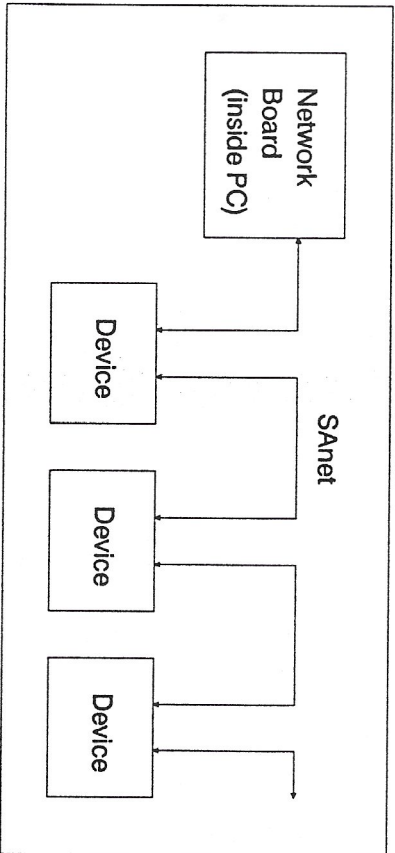 Network
Board
(inside PC)
SAnet
Device
Device
Device